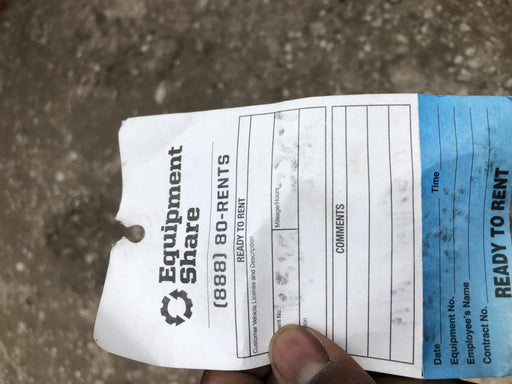 Equipment
Share
(888) 80-RENTS
READY TO RENT
Customer Vehicle License and Description
No.
Mileage/Hours
COMMENTS
Date
Time
Equipment No.
Employee's Name
Contract No.
READY TO RENT